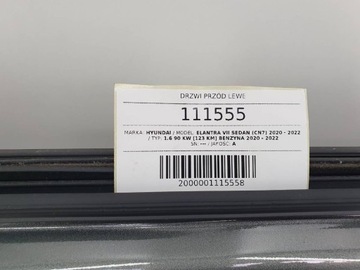 DRZWI PRZÓD LEWE
111555
MARKA: HYUNDAI / MODEL: ELANTRA VII SEDAN (CN7) 2020 - 2022
/ TYP: 1.6 90 KW [123 KM] BENZYNA 2020 - 2022
SN: --- / JAFOŚĆ: A
2000001115558